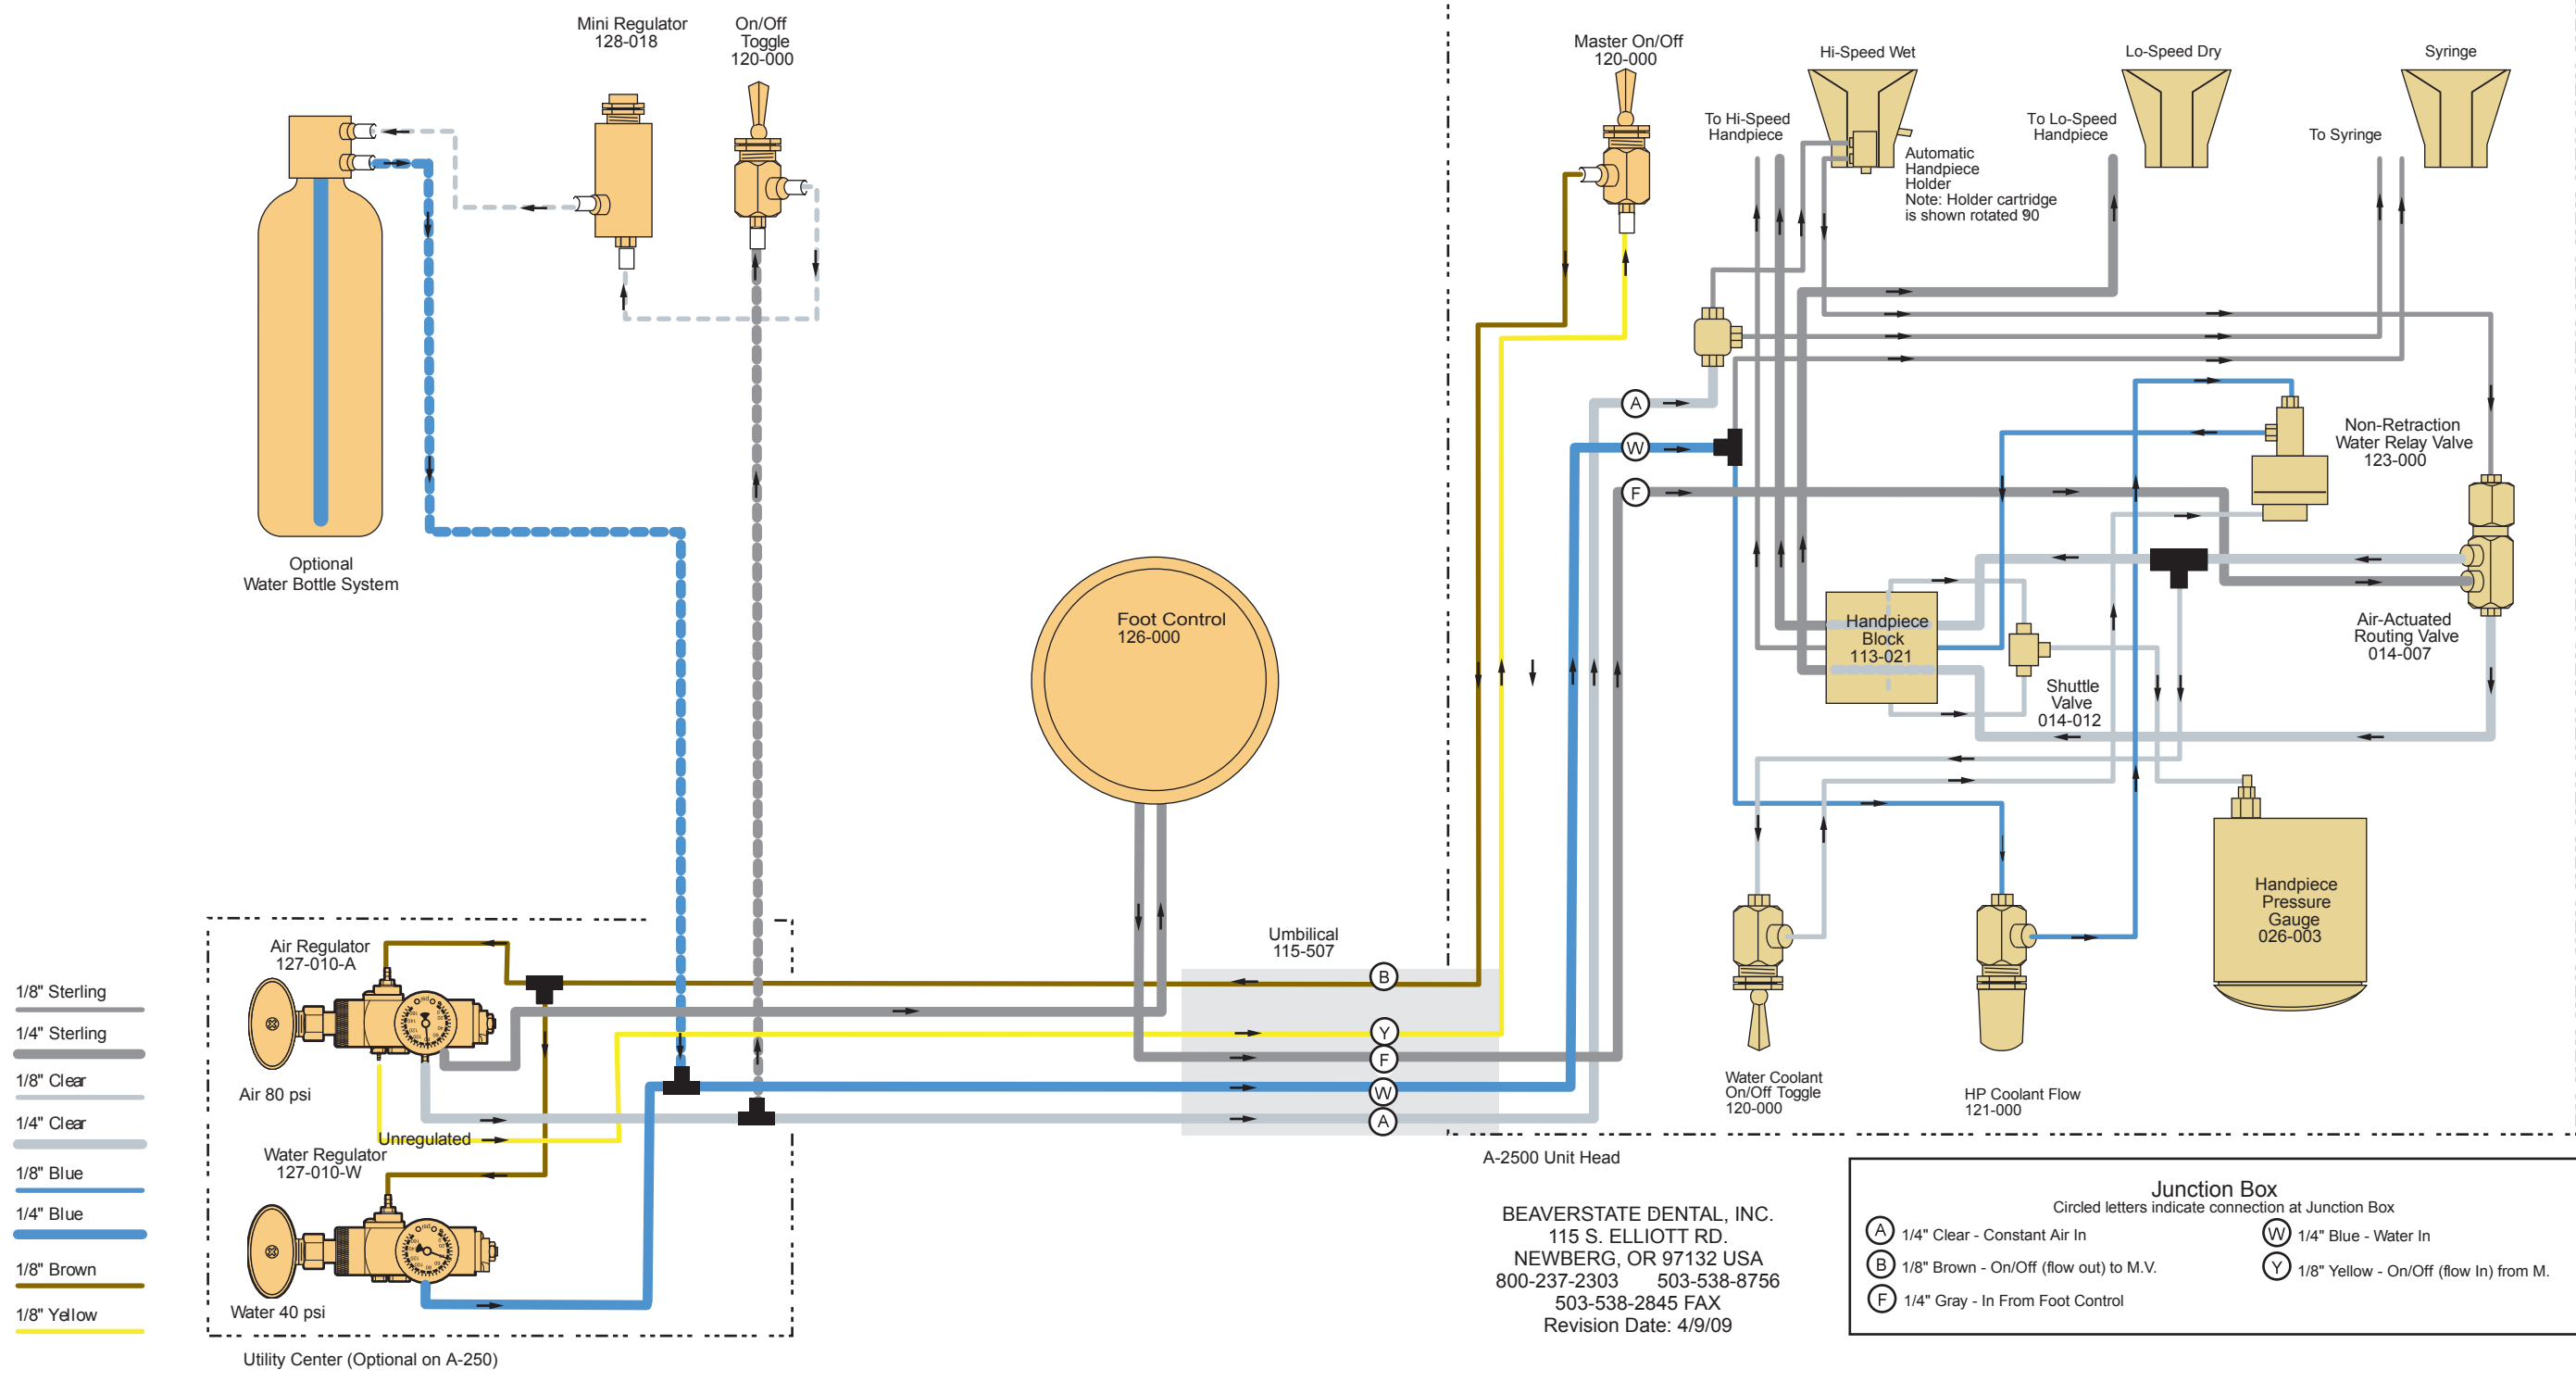 Mini Regulator
128-018
On/Off
Toggle
120-000
Optional
Water Bottle System
Foot Control
126-000
Master On/Off
120-000
Hi-Speed Wet
Lo-Speed Dry
Syringe
To Hi-Speed
Handpiece
Automatic
Handpiece
Holder
Note: Holder cartridge
is shown rotated 90
To Lo-Speed
Handpiece
To Syringe
A
W
F
Non-Retraction
Water Relay Valve
123-000
Air-Actuated
Routing Valve
014-007
Handpiece
Block
113-021
Shuttle
Valve
014-012
Handpiece
Pressure
Gauge
026-003
Water Coolant
On/Off Toggle
120-000
HP Coolant Flow
121-000
Umbilical
115-507
B
Y
F
W
A
Air Regulator
127-010-A
Air 80 psi
Unregulated
Water Regulator
127-010-W
Water 40 psi
Utility Center (Optional on A-250)
1/8" Sterling
1/4" Sterling
1/8" Clear
1/4" Clear
1/8" Blue
1/4" Blue
1/8" Brown
1/8" Yellow
A-2500 Unit Head
BEAVERSTATE DENTAL, INC.
115 S. ELLIOTT RD.
NEWBERG, OR 97132 USA
800-237-2303 503-538-8756
503-538-2845 FAX
Revision Date: 4/9/09
Junction Box
Circled letters indicate connection at Junction Box
A 1/4" Clear - Constant Air In
B 1/8" Brown - On/Off (flow out) to M.V.
F 1/4" Gray - In From Foot Control
W 1/4" Blue - Water In
Y 1/8" Yellow - On/Off (flow In) from M.